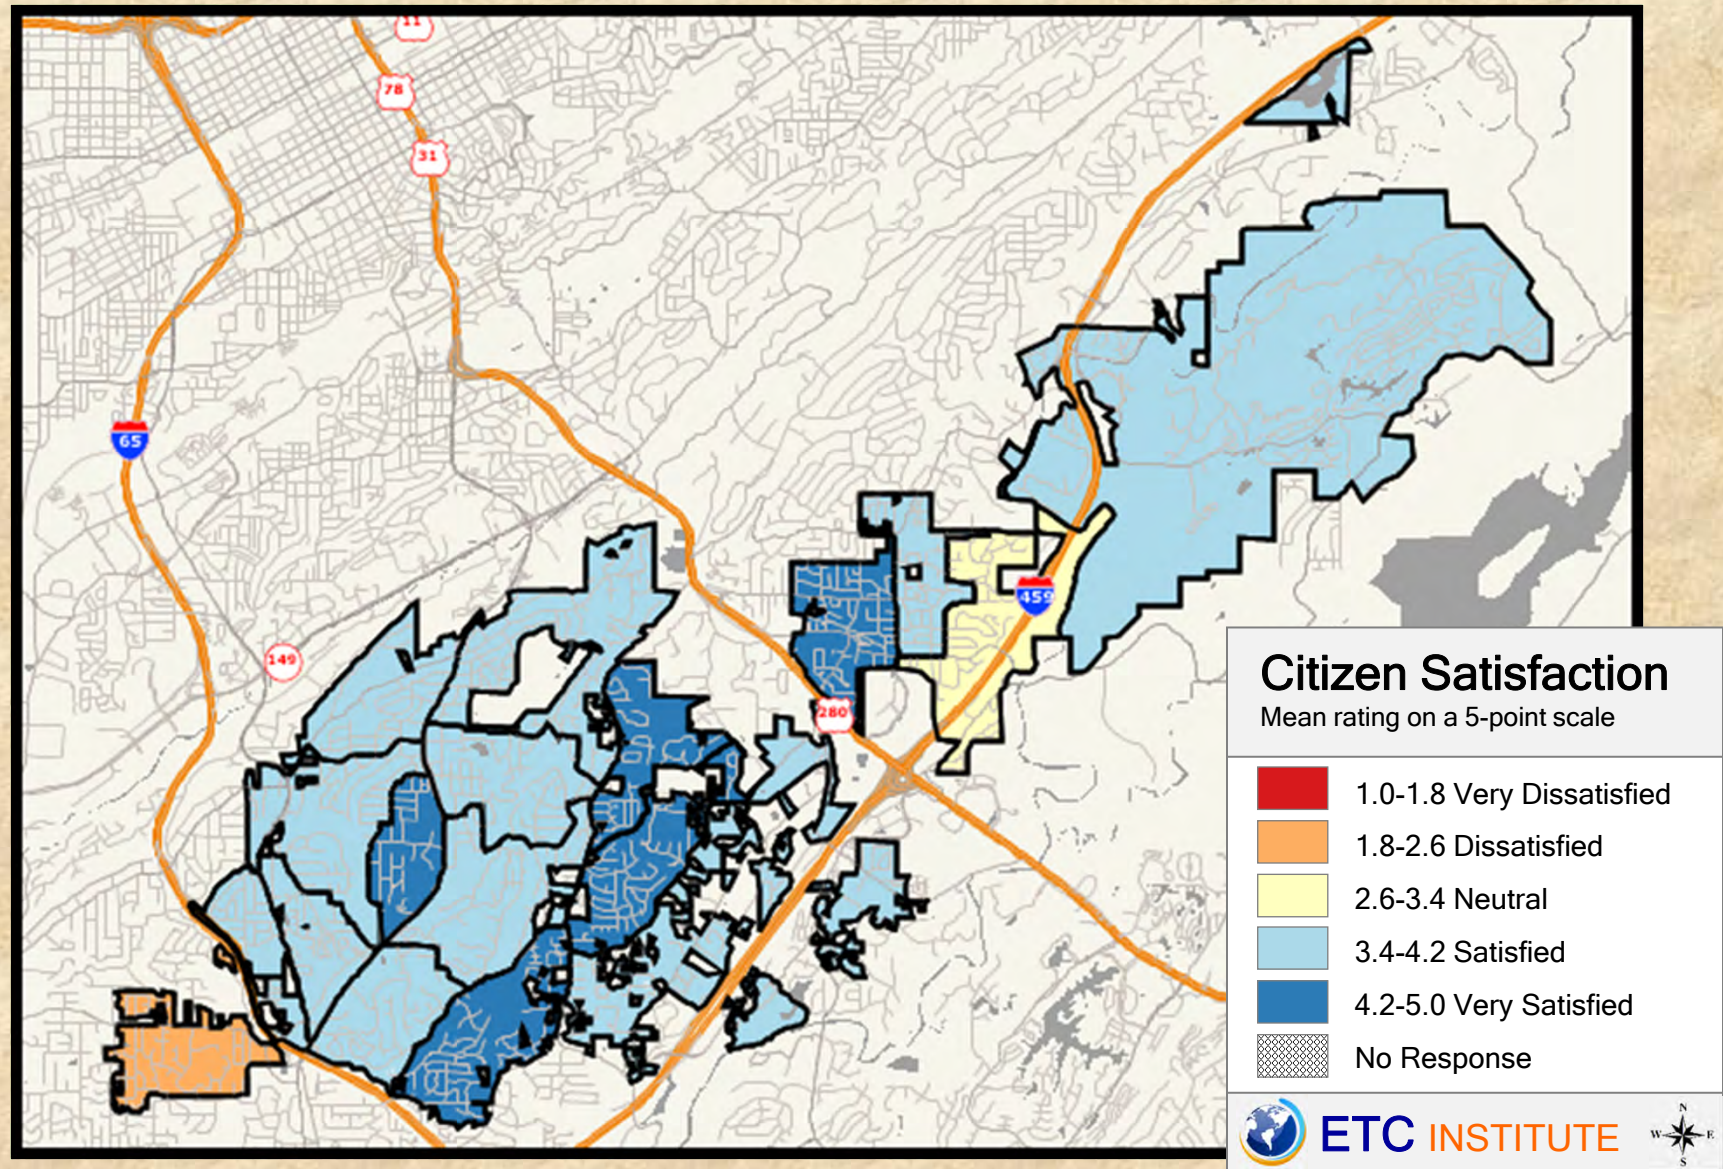 11
78
31
65
149
459
280
Citizen Satisfaction
Mean rating on a 5-point scale
1.0-1.8 Very Dissatisfied
1.8-2.6 Dissatisfied
2.6-3.4 Neutral
3.4-4.2 Satisfied
4.2-5.0 Very Satisfied
No Response
ETC INSTITUTE
N
W E
S